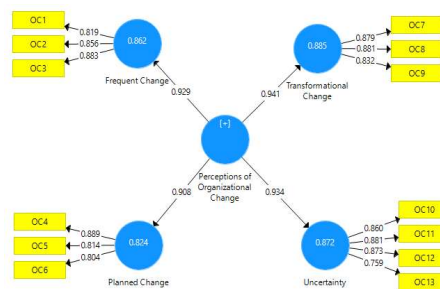 OC1
OC2
OC3
0.819
0.856
0.883
0.862
Frequent Change
0.929
OC7
OC8
OC9
0.879
0.881
0.832
0.885
Transformational
Change
0.941
[+]
Perceptions of
Organizational
Change
0.908
0.934
OC4
OC5
OC6
0.889
0.814
0.804
0.824
Planned Change
OC10
OC11
OC12
OC13
0.860
0.881
0.873
0.759
0.872
Uncertainty